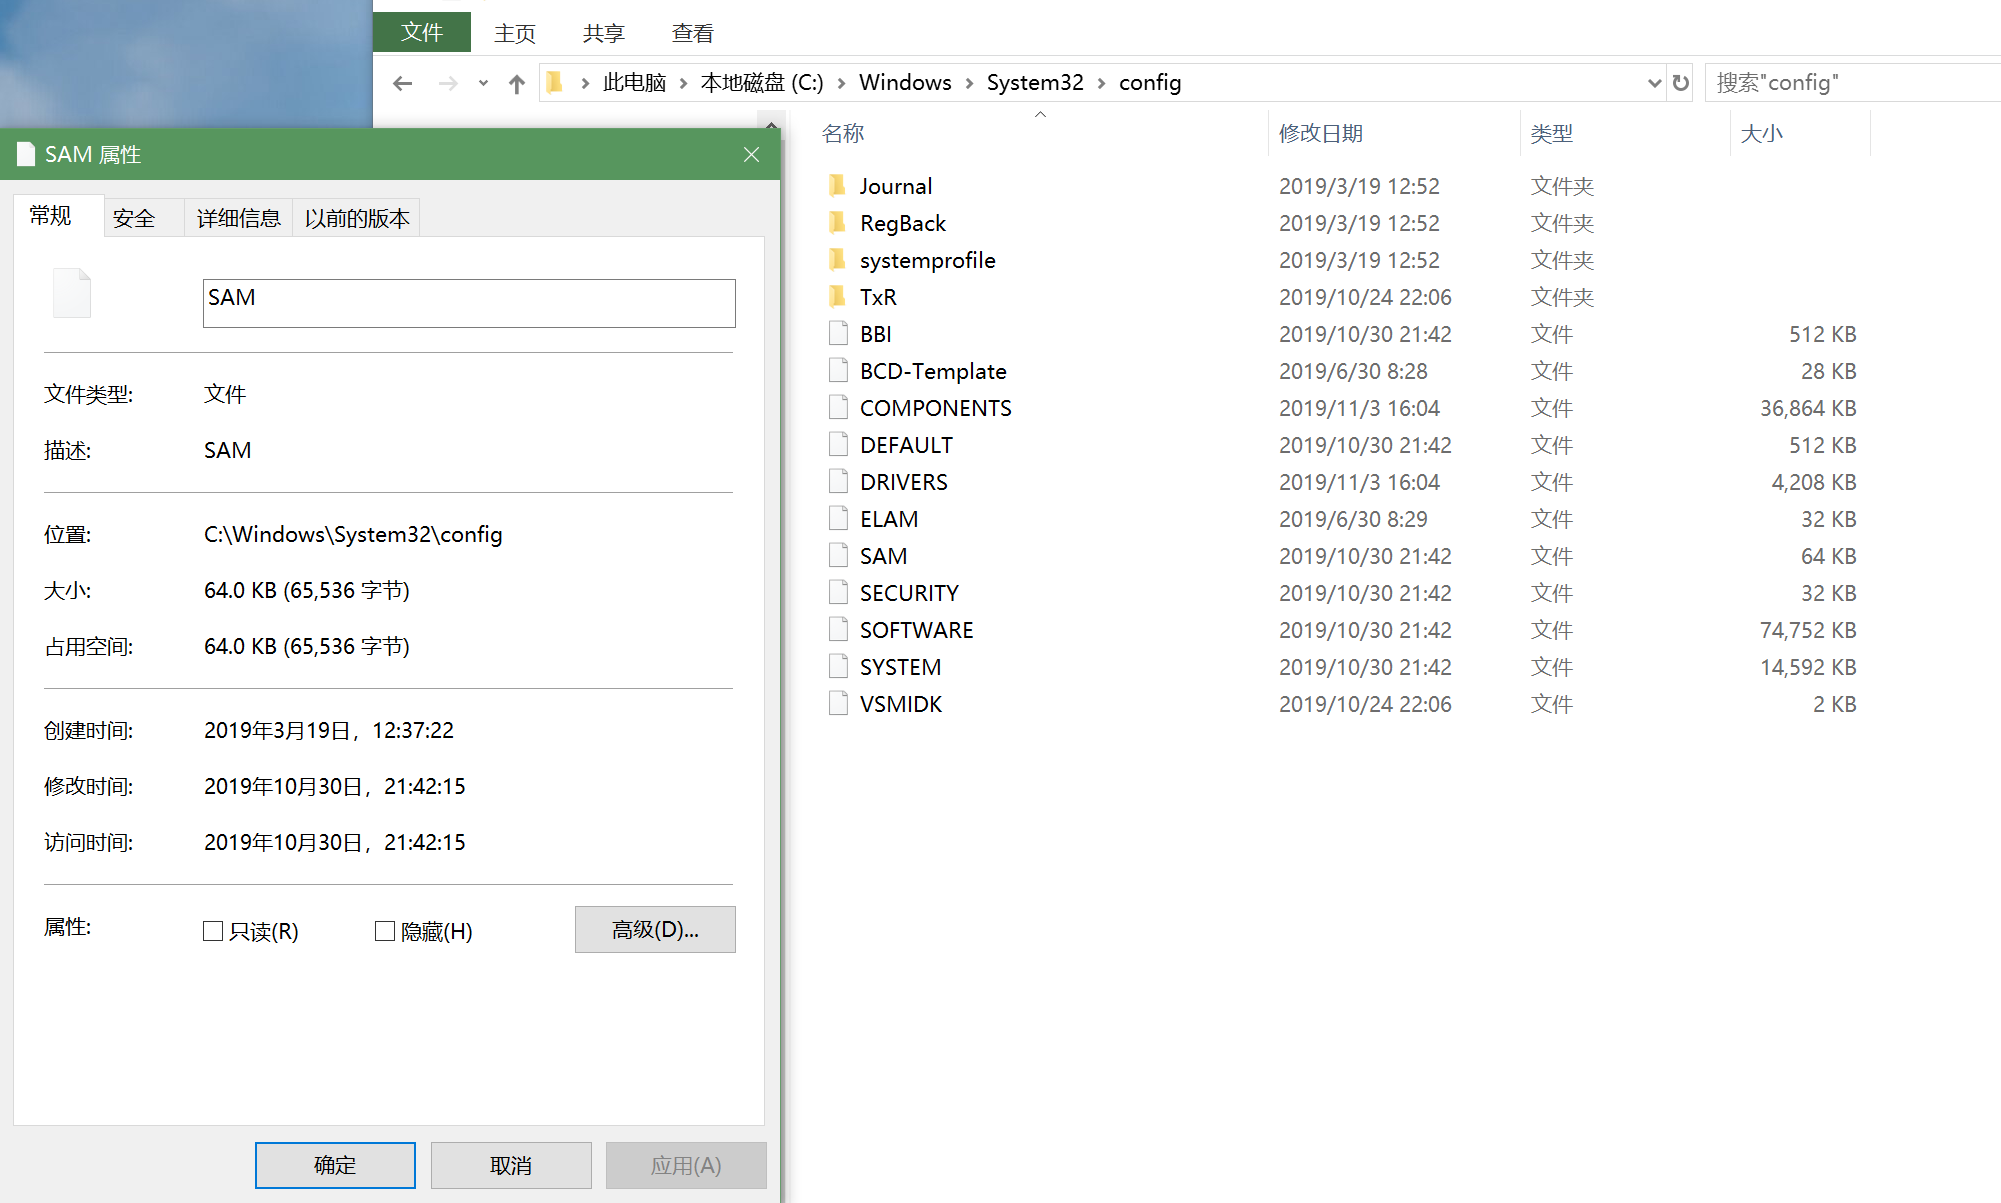 文件 主页 共享 查看
此电脑 本地磁盘 (C:) Windows System32 config
搜索"config"
名称 修改日期 类型 大小
Journal 2019/3/19 12:52 文件夹
RegBack 2019/3/19 12:52 文件夹
systemprofile 2019/3/19 12:52 文件夹
TxR 2019/10/24 22:06 文件夹
BBI 2019/10/30 21:42 文件 512 KB
BCD-Template 2019/6/30 8:28 文件 28 KB
COMPONENTS 2019/11/3 16:04 文件 36,864 KB
DEFAULT 2019/10/30 21:42 文件 512 KB
DRIVERS 2019/11/3 16:04 文件 4,208 KB
ELAM 2019/6/30 8:29 文件 32 KB
SAM 2019/10/30 21:42 文件 64 KB
SECURITY 2019/10/30 21:42 文件 32 KB
SOFTWARE 2019/10/30 21:42 文件 74,752 KB
SYSTEM 2019/10/30 21:42 文件 14,592 KB
VSMIDK 2019/10/24 22:06 文件 2 KB
SAM 属性
常规 安全 详细信息 以前的版本
SAM
文件类型: 文件
描述: SAM
位置: C:\Windows\System32\config
大小: 64.0 KB (65,536 字节)
占用空间: 64.0 KB (65,536 字节)
创建时间: 2019年3月19日，12:37:22
修改时间: 2019年10月30日，21:42:15
访问时间: 2019年10月30日，21:42:15
属性: 只读(R) 隐藏(H) 高级(D)...
确定 取消 应用(A)